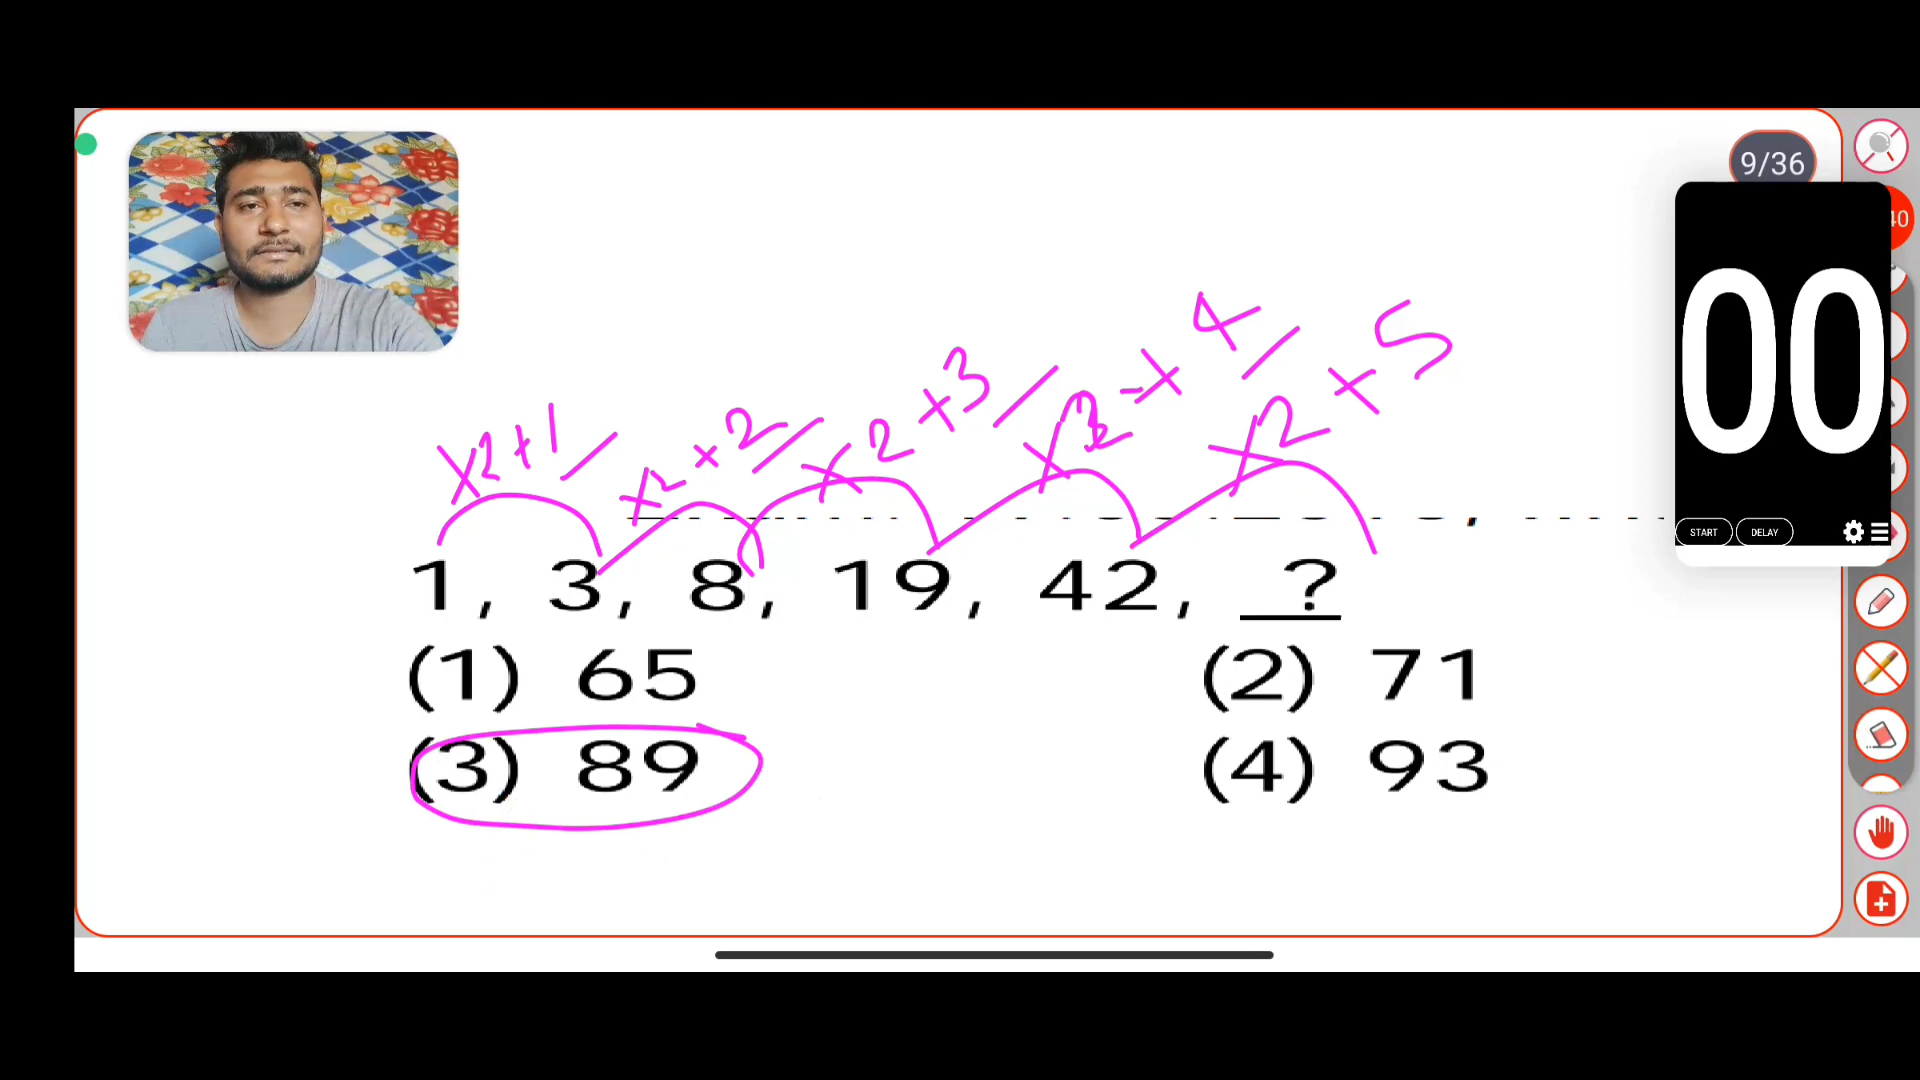 9/36
40
00
×2+1/ ×2+2/ ×2+3/ ×2+4/ ×2+5
START DELAY
1, 3, 8, 19, 42, ?
(1) 65 (2) 71
(3) 89 (4) 93